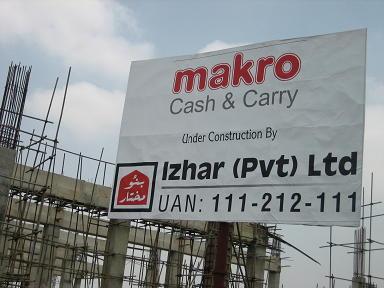 makro
Cash & Carry
Under Construction By
Izhar (Pvt) Ltd
UAN: 111-212-111